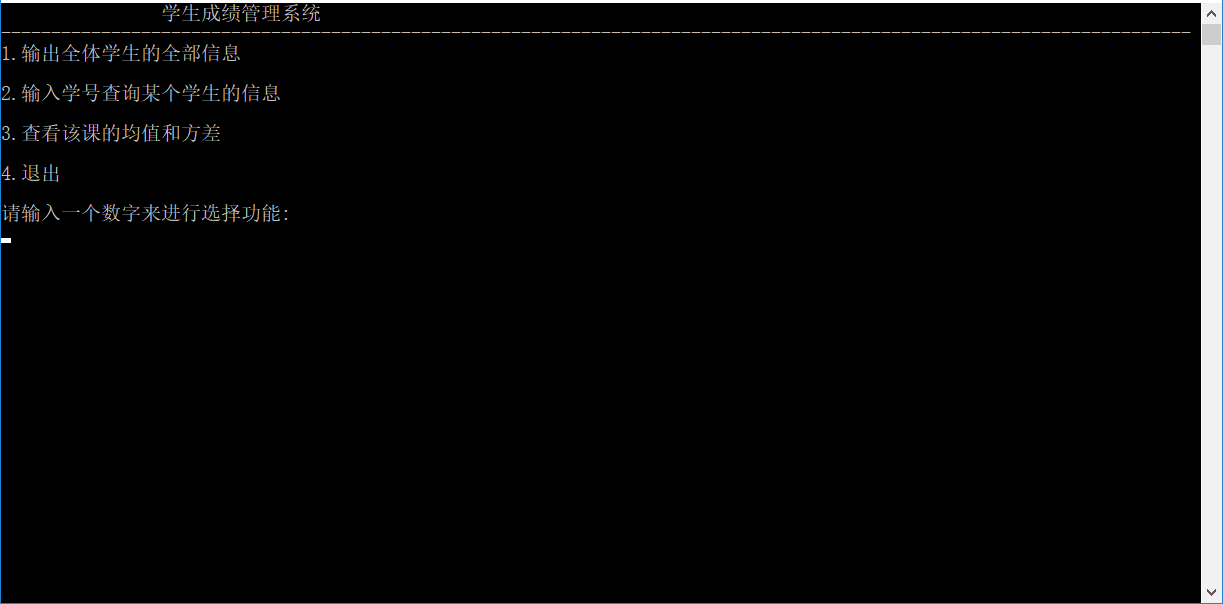 学生成绩管理系统
-----------------------------------------------------------------------------------------------------------------------
1.输出全体学生的全部信息
2.输入学号查询某个学生的信息
3.查看该课的均值和方差
4.退出
请输入一个数字来进行选择功能: